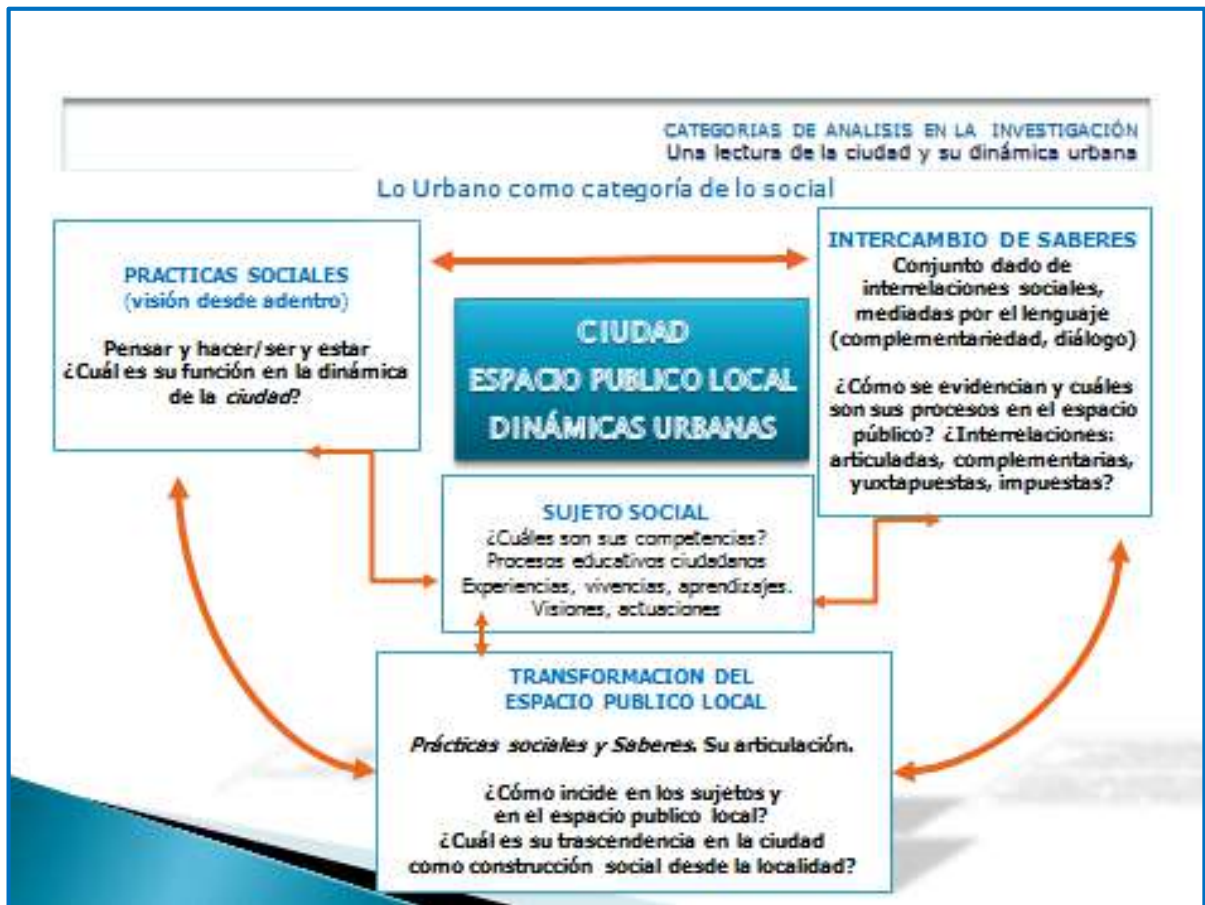 CATEGORIAS DE ANALISIS EN LA INVESTIGACIÓN
Una lectura de la ciudad y su dinámica urbana
Lo Urbano como categoría de lo social
PRACTICAS SOCIALES
(visión desde adentro)
Pensar y hacer/ser y estar
¿Cuál es su función en la dinámica
de la ciudad?
CIUDAD
ESPACIO PUBLICO LOCAL
DINÁMICAS URBANAS
INTERCAMBIO DE SABERES
Conjunto dado de
interrelaciones sociales,
mediadas por el lenguaje
(complementariedad, diálogo)
¿Cómo se evidencian y cuáles
son sus procesos en el espacio
público? ¿Interrelaciones:
articuladas, complementarias,
yuxtapuestas, impuestas?
SUJETO SOCIAL
¿Cuáles son sus competencias?
Procesos educativos ciudadanos
Experiencias, vivencias, aprendizajes.
Visiones, actuaciones
TRANSFORMACION DEL
ESPACIO PUBLICO LOCAL
Prácticas sociales y Saberes. Su articulación.
¿Cómo incide en los sujetos y
en el espacio publico local?
¿Cuál es su trascendencia en la ciudad
como construcción social desde la localidad?